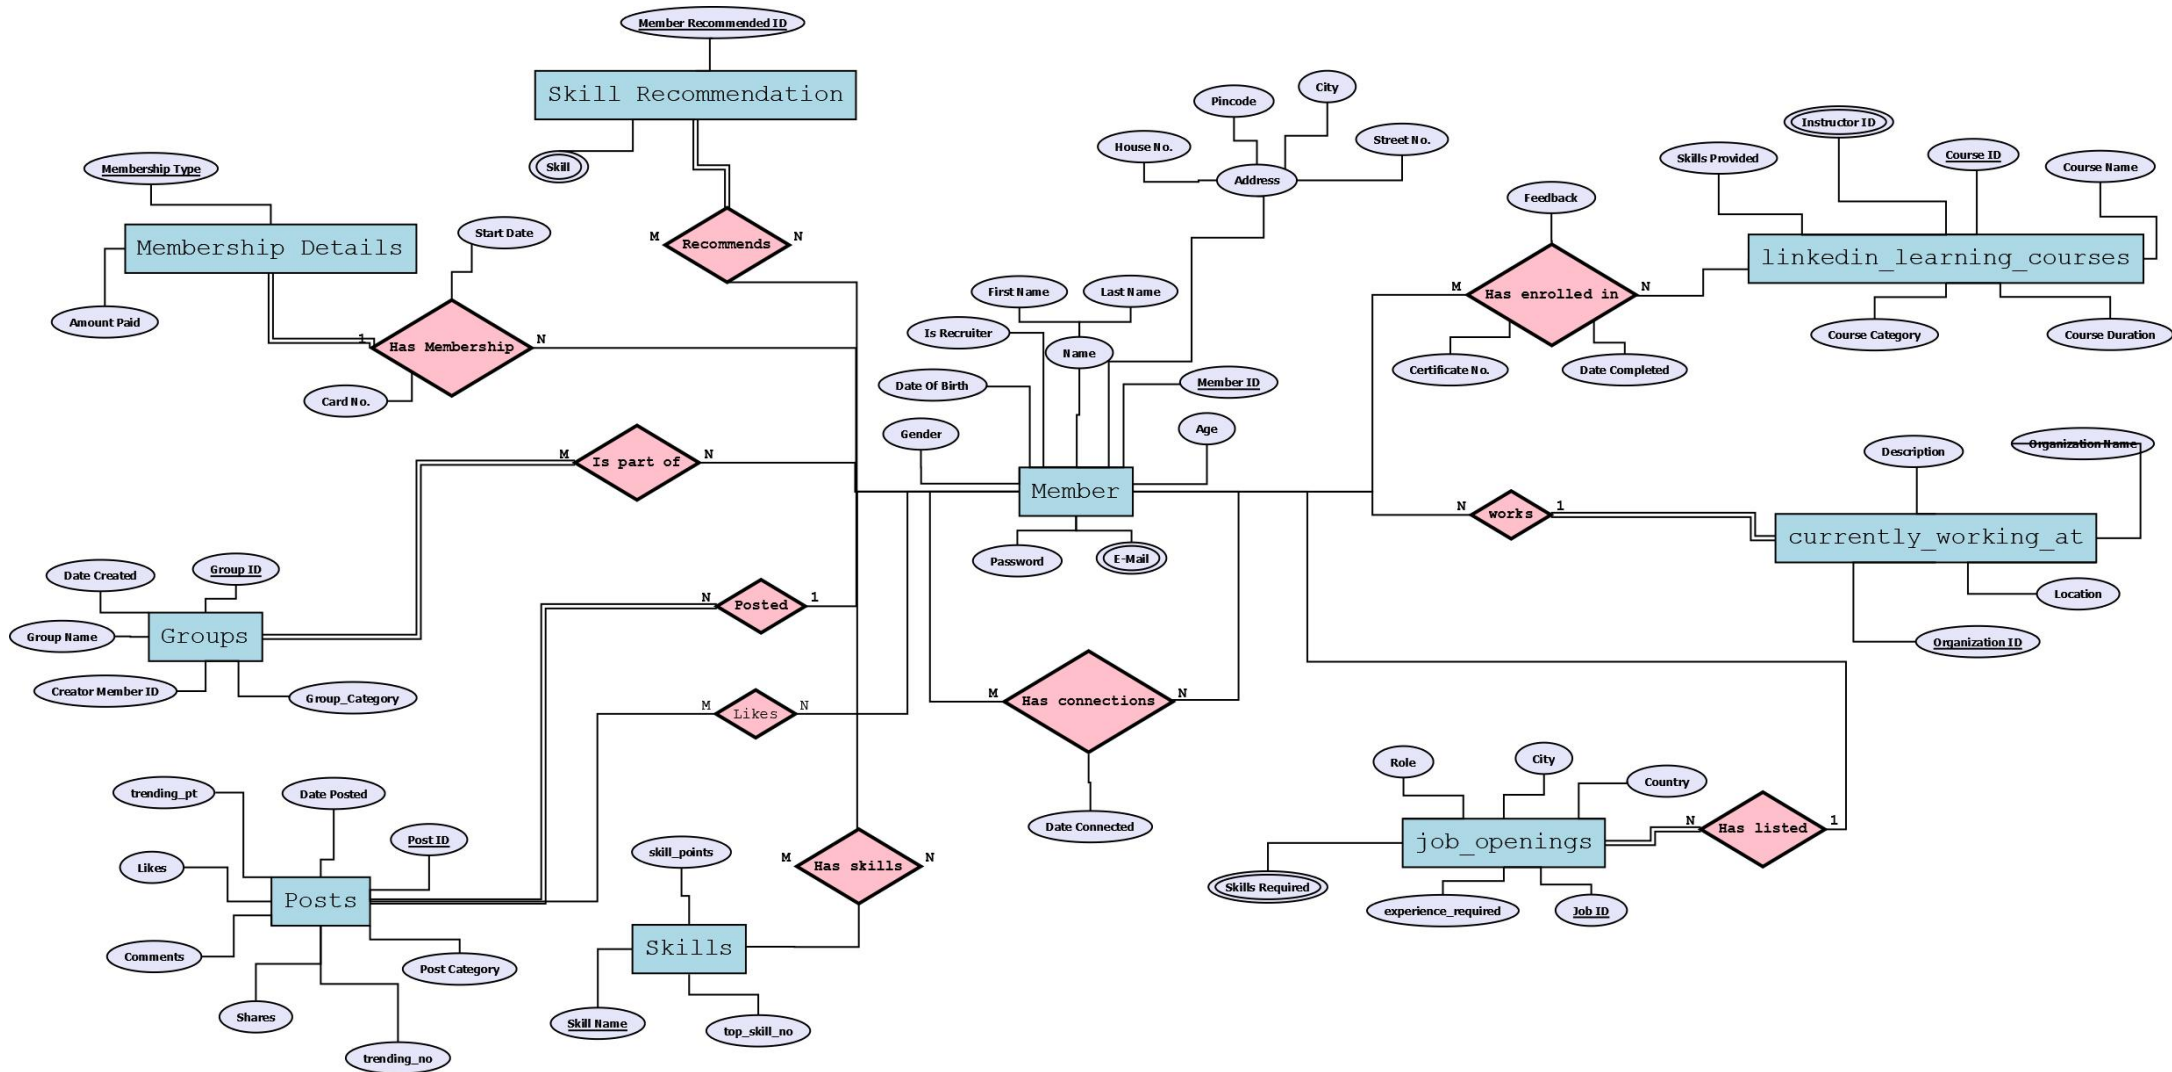 Member Recommended ID
Skill Recommendation
Skill
City
Pincode
House No.
Street No.
Address
Instructor ID
Skills Provided
Course ID
Course Name
Membership Type
Membership Details
Amount Paid
Start Date
M Recommends N
Feedback
linkedin_learning_courses
First Name
Last Name
M Has enrolled in N
Is Recruiter
Name
Course Category
Course Duration
1 Has Membership N
Certificate No.
Date Completed
Card No.
Date Of Birth
Member ID
Gender
Age
M Is part of N
Description
Organization Name
Member
N works 1
currently_working_at
Password
E-Mail
Date Created
Group ID
Location
Group Name
Groups
N Posted 1
Organization ID
Creator Member ID
Group_Category
M Has connections N
M Likes N
trending_pt
Date Posted
Role
City
Country
Date Connected
Post ID
skill_points
job_openings
N Has listed 1
Likes
M Has skills N
Posts
Skills Required
experience_required
Job ID
Comments
Post Category
Skills
Shares
Skill Name
top_skill_no
trending_no